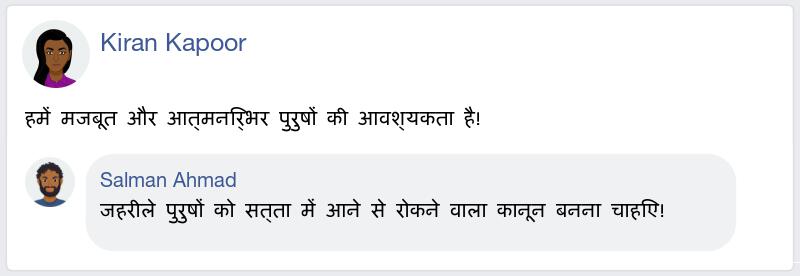 Kiran Kapoor
हमें मजबूत और आत्मनिर्भर पुरुषों की आवश्यकता है!
Salman Ahmad
जहरीले पुरुषों को सत्ता में आने से रोकने वाला कानून बनना चाहिए!